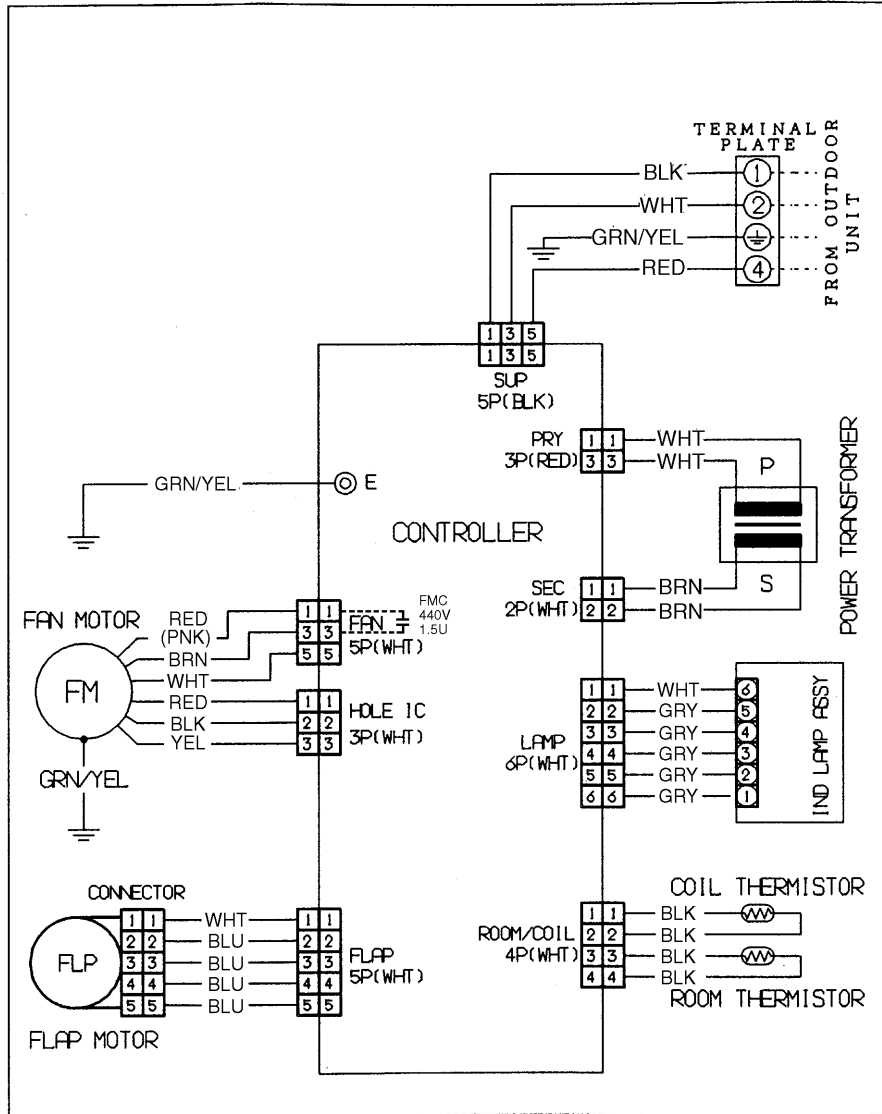 TERMINAL
PLATE
FROM OUTDOOR
UNIT
BLK 1
WHT 2
GRN/YEL
RED 4
1 3 5
1 3 5
SUP
5P(BLK)
PRY 1 1 WHT
3P(RED) 3 3 WHT
P
S
POWER TRANSFORMER
GRN/YEL E
CONTROLLER
SEC 1 1 BRN
2P(WHT) 2 2 BRN
FAN MOTOR
FM
RED
(PNK) 1 1
BRN 3 3 FAN
WHT 5 5 5P(WHT)
FMC
440V
1.5U
RED 1 1 HOLE IC
BLK 2 2
YEL 3 3 3P(WHT)
GRN/YEL
LAMP
6P(WHT)
1 1 WHT 6
2 2 GRY 5
3 3 GRY 4
4 4 GRY 3
5 5 GRY 2
6 6 GRY 1
IND LAMP ASSY
CONNECTOR
FLP
1 1 WHT 1 1
2 2 BLU 2 2
3 3 BLU 3 3
4 4 BLU 4 4
5 5 BLU 5 5
FLAP
5P(WHT)
FLAP MOTOR
COIL THERMISTOR
ROOM/COIL
4P(WHT)
1 1 BLK
2 2 BLK
3 3 BLK
4 4 BLK
ROOM THERMISTOR